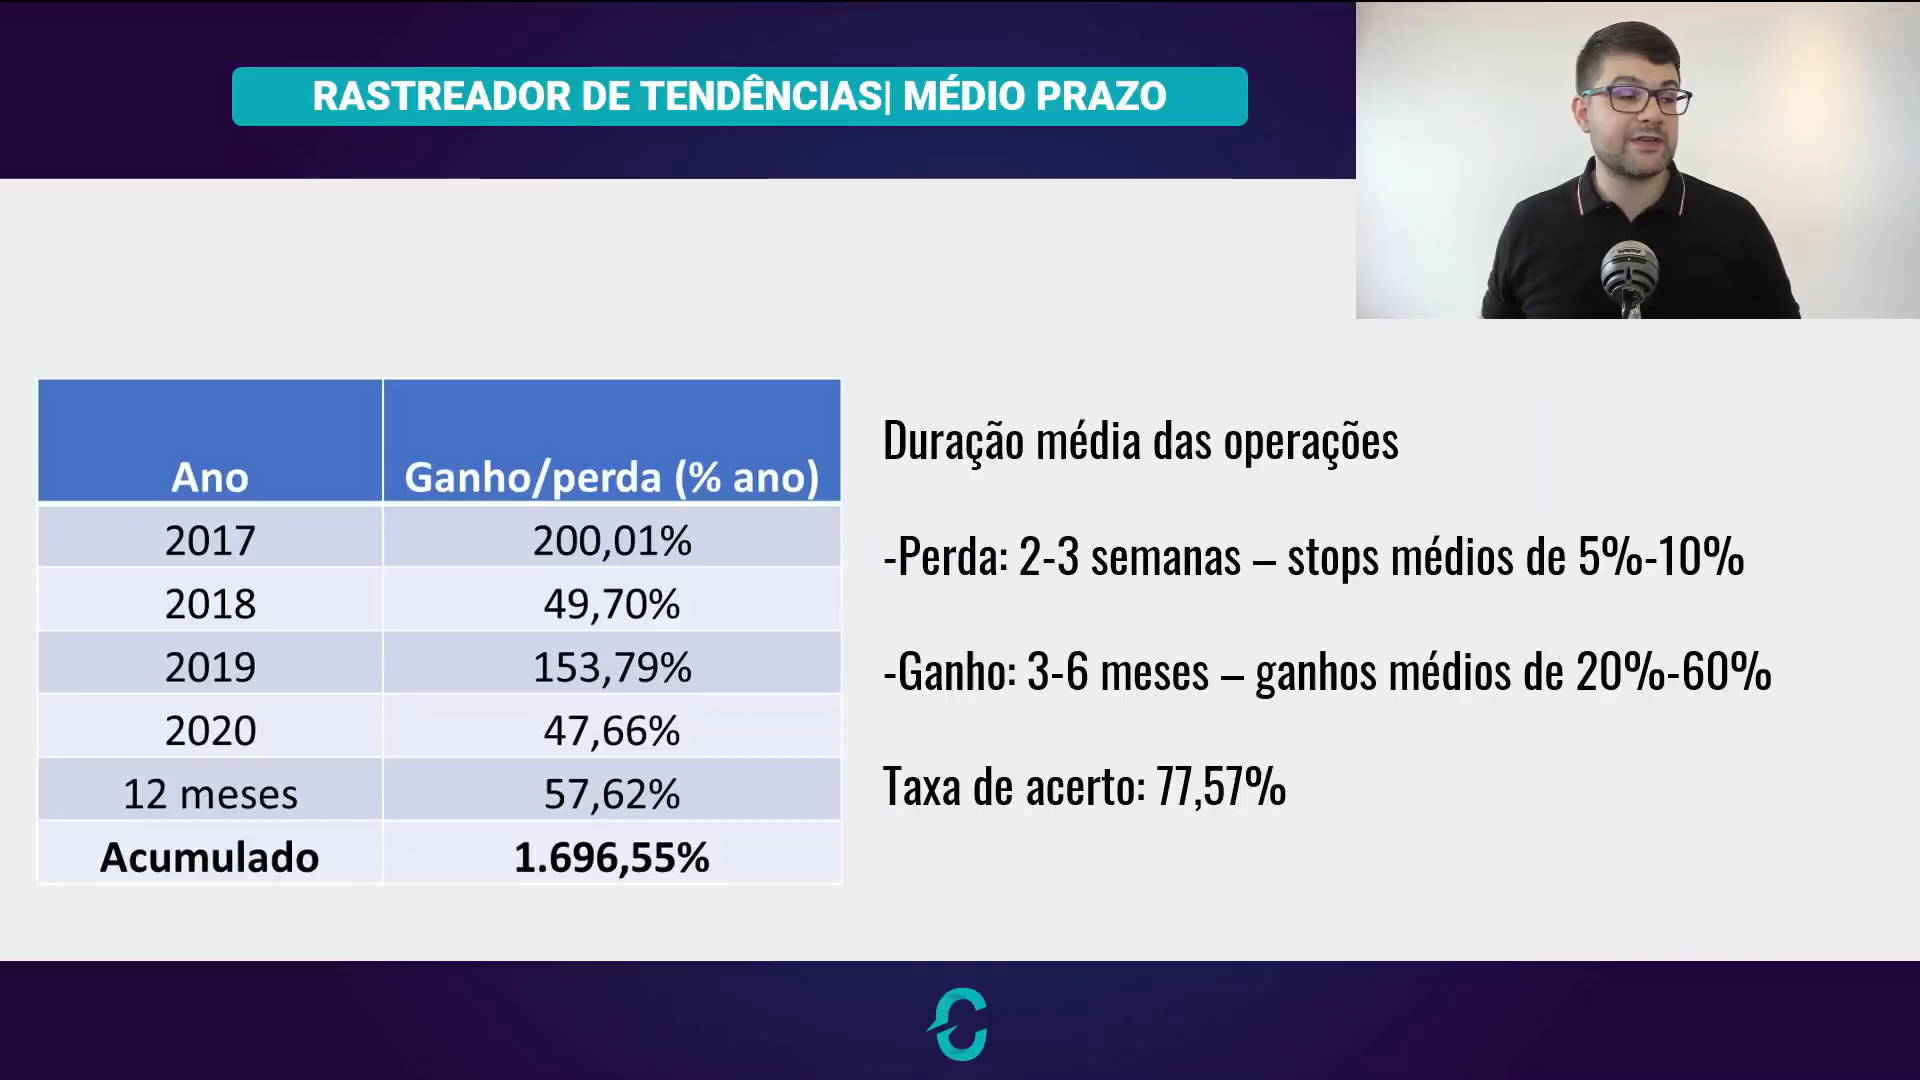 RASTREADOR DE TENDÊNCIAS| MÉDIO PRAZO
Ano Ganho/perda (% ano)
2017 200,01%
2018 49,70%
2019 153,79%
2020 47,66%
12 meses 57,62%
Acumulado 1.696,55%
Duração média das operações
-Perda: 2-3 semanas – stops médios de 5%-10%
-Ganho: 3-6 meses – ganhos médios de 20%-60%
Taxa de acerto: 77,57%